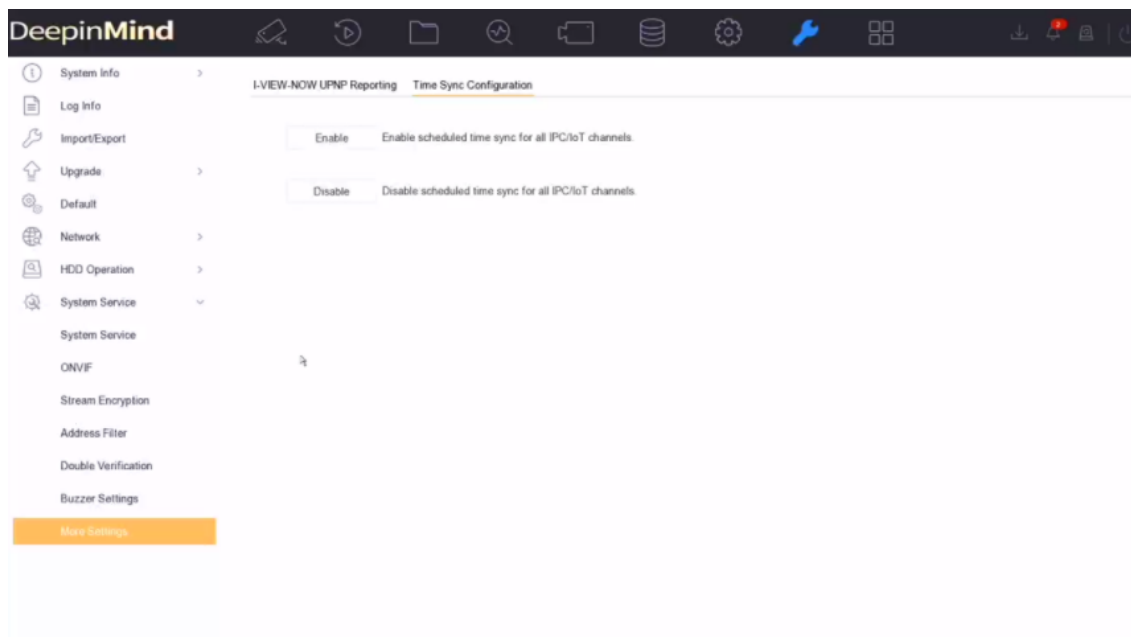 DeepinMind
2
System Info
Log Info
Import/Export
Upgrade
Default
Network
HDD Operation
System Service
System Service
ONVIF
Stream Encryption
Address Filter
Double Verification
Buzzer Settings
More Settings
I-VIEW-NOW UPNP Reporting Time Sync Configuration
Enable Enable scheduled time sync for all IPC/IoT channels.
Disable Disable scheduled time sync for all IPC/IoT channels.